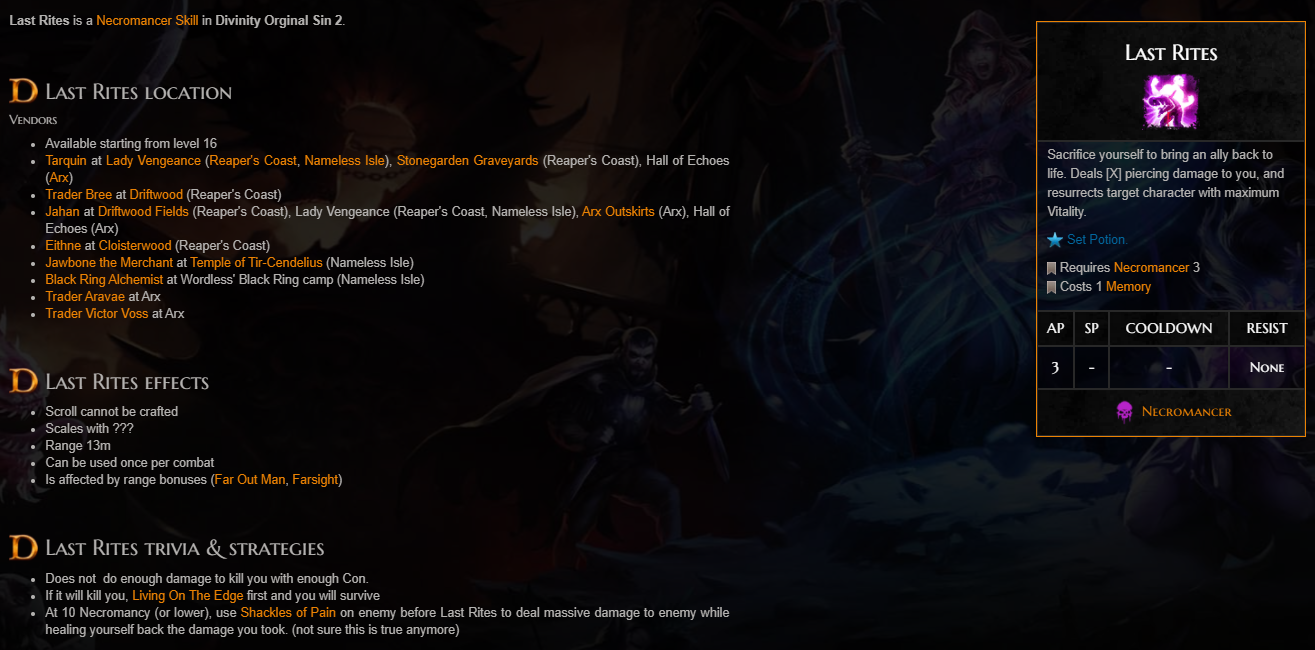 Last Rites is a Necromancer Skill in Divinity Orginal Sin 2.
Last Rites location
Vendors
Available starting from level 16
Tarquin at Lady Vengeance (Reaper's Coast, Nameless Isle), Stonegarden Graveyards (Reaper's Coast), Hall of Echoes
(Arx)
Trader Bree at Driftwood (Reaper's Coast)
Jahan at Driftwood Fields (Reaper's Coast), Lady Vengeance (Reaper's Coast, Nameless Isle), Arx Outskirts (Arx), Hall of
Echoes (Arx)
Eithne at Cloisterwood (Reaper's Coast)
Jawbone the Merchant at Temple of Tir-Cendelius (Nameless Isle)
Black Ring Alchemist at Wordless' Black Ring camp (Nameless Isle)
Trader Aravae at Arx
Trader Victor Voss at Arx
Last Rites effects
Scroll cannot be crafted
Scales with ???
Range 13m
Can be used once per combat
Is affected by range bonuses (Far Out Man, Farsight)
Last Rites trivia & strategies
Does not  do enough damage to kill you with enough Con.
If it will kill you, Living On The Edge first and you will survive
At 10 Necromancy (or lower), use Shackles of Pain on enemy before Last Rites to deal massive damage to enemy while
healing yourself back the damage you took. (not sure this is true anymore)
Last Rites
Sacrifice yourself to bring an ally back to
life. Deals [X] piercing damage to you, and
resurrects target character with maximum
Vitality.
Set Potion.
Requires Necromancer 3
Costs 1 Memory
AP SP COOLDOWN RESIST
3 - - None
Necromancer